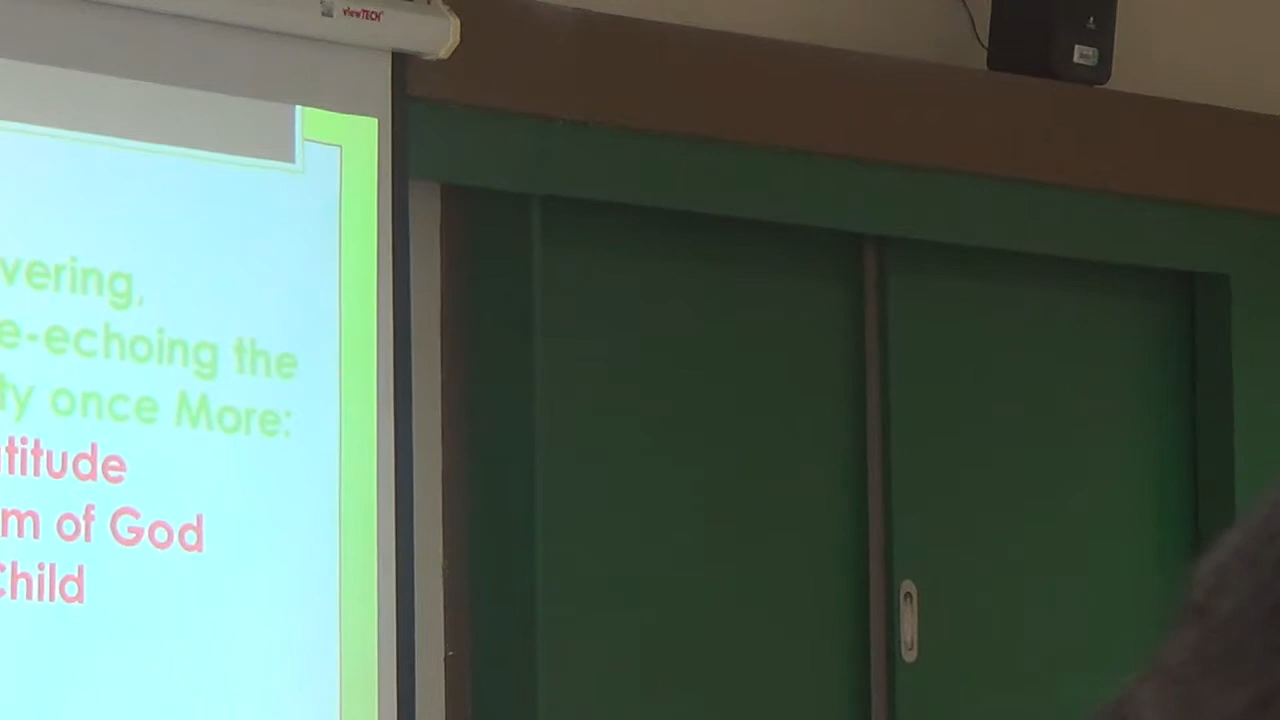 viewTECH
vering,
e-echoing the
ty once More:
titude
m of God
Child